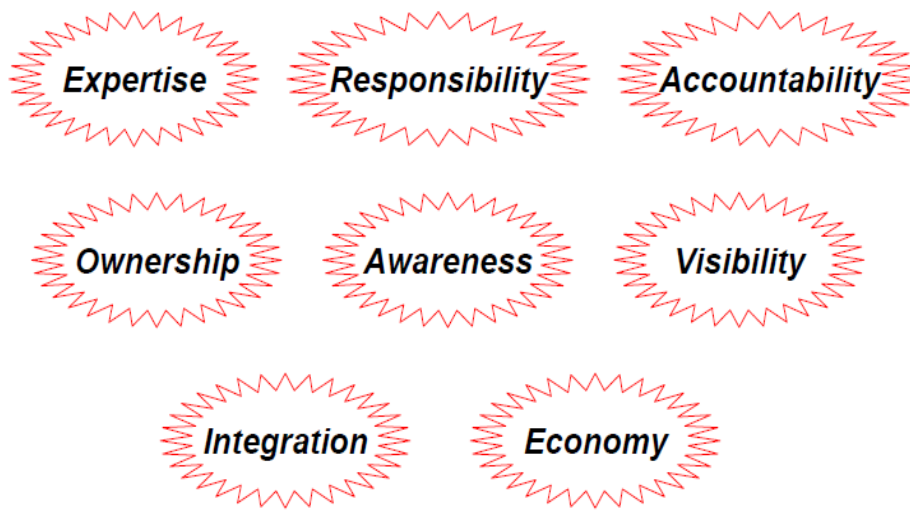 Expertise Responsibility Accountability
Ownership Awareness Visibility
Integration Economy